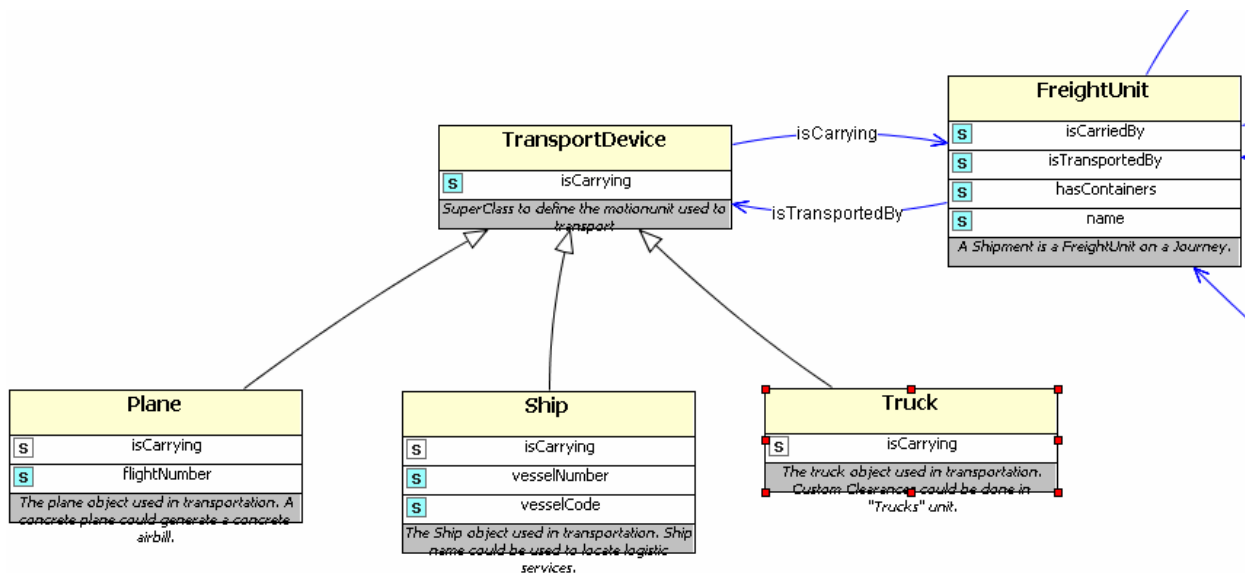 FreightUnit
S isCarriedBy
S isTransportedBy
S hasContainers
S name
A Shipment is a FreightUnit on a Journey.
TransportDevice
S isCarrying
SuperClass to define the motionunit used to
transport
isCarrying
isTransportedBy
Plane
S isCarrying
S flightNumber
The plane object used in transportation. A
concrete plane could generate a concrete
airbill.
Ship
S isCarrying
S vesselNumber
S vesselCode
The Ship object used in transportation. Ship
name could be used to locate logistic
services.
Truck
S isCarrying
The truck object used in transportation.
Custom Clearances could be done in
"Trucks" unit.